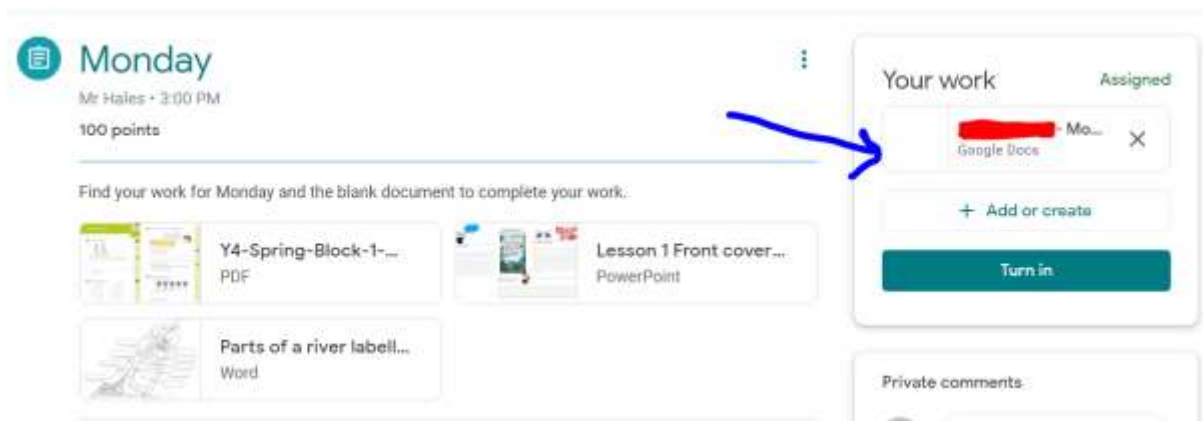 Monday
Mr Hales • 3:00 PM
100 points
Find your work for Monday and the blank document to complete your work.
Y4-Spring-Block-1-...
PDF
Lesson 1 Front cover...
PowerPoint
Parts of a river labell...
Word
Your work
Assigned
- Mo...
Google Docs
+ Add or create
Turn in
Private comments